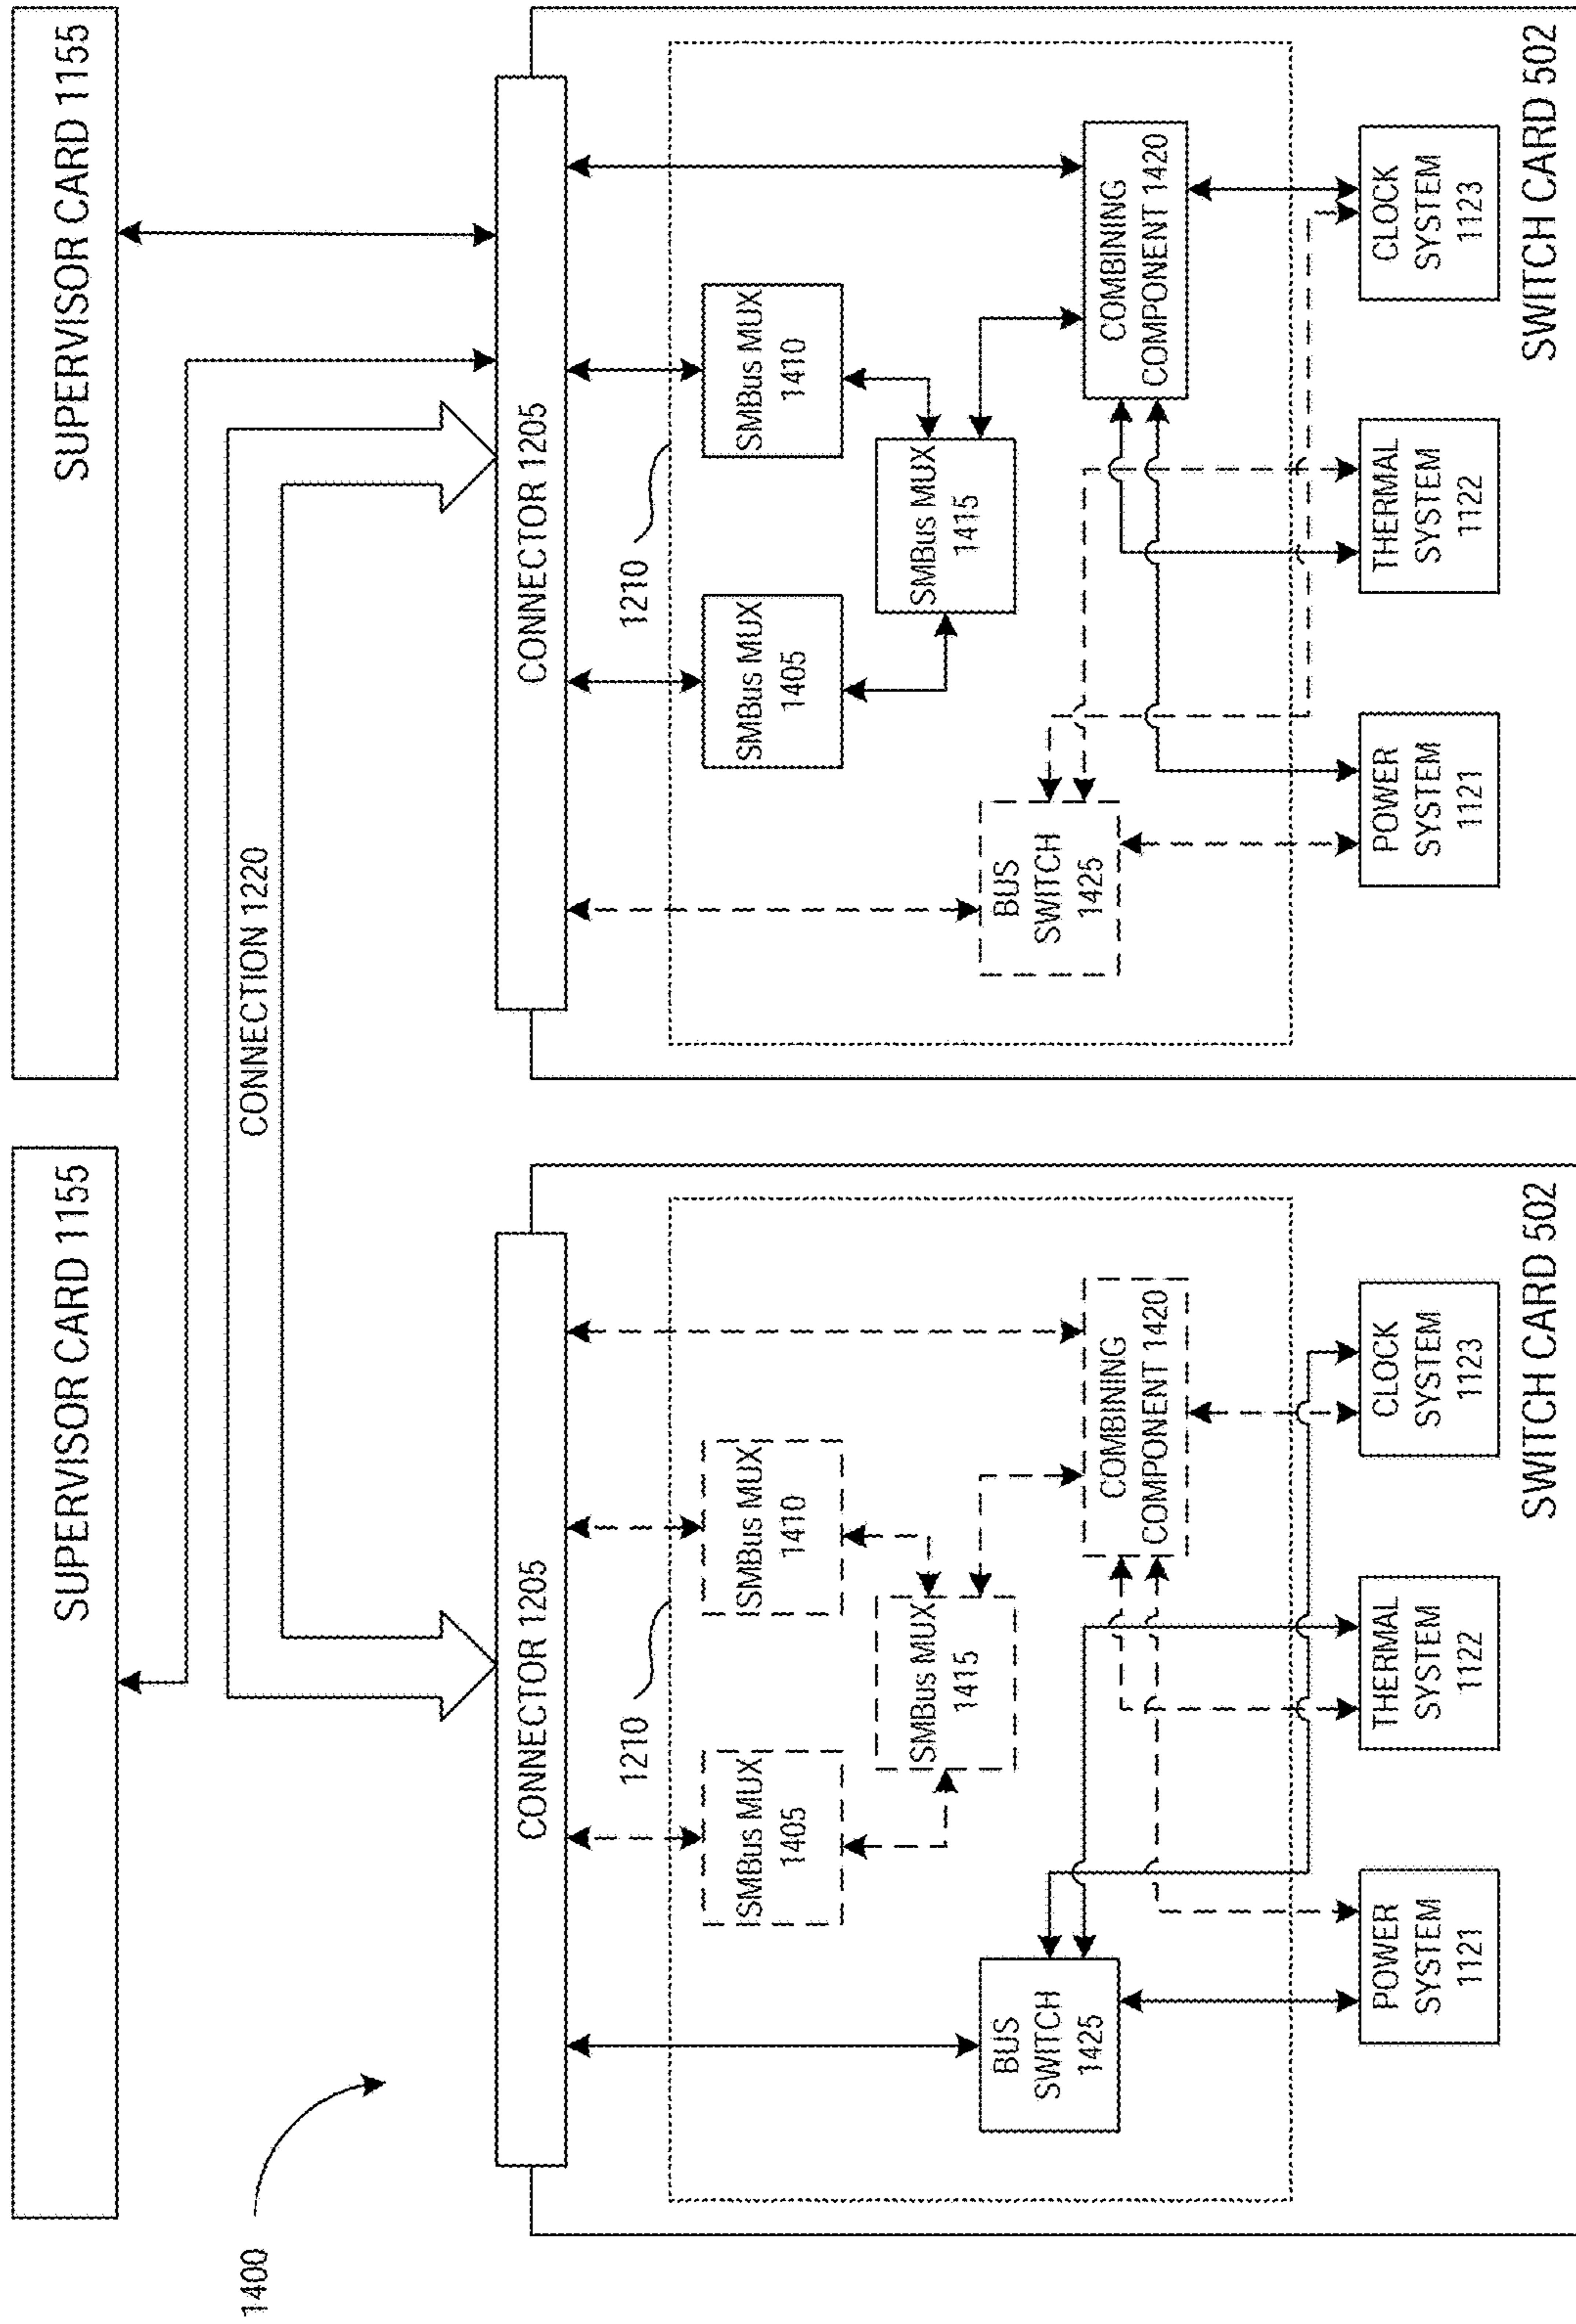 1400
SUPERVISOR CARD 1155
SUPERVISOR CARD 1155
CONNECTION 1220
CONNECTOR 1205
1210
SMBus MUX
1405
SMBus MUX
1410
SMBus MUX
1415
BUS
SWITCH
1425
COMBINING
COMPONENT 1420
POWER
SYSTEM
1121
THERMAL
SYSTEM
1122
CLOCK
SYSTEM
1123
SWITCH CARD 502
CONNECTOR 1205
1210
SMBus MUX
1405
SMBus MUX
1410
SMBus MUX
1415
BUS
SWITCH
1425
COMBINING
COMPONENT 1420
POWER
SYSTEM
1121
THERMAL
SYSTEM
1122
CLOCK
SYSTEM
1123
SWITCH CARD 502